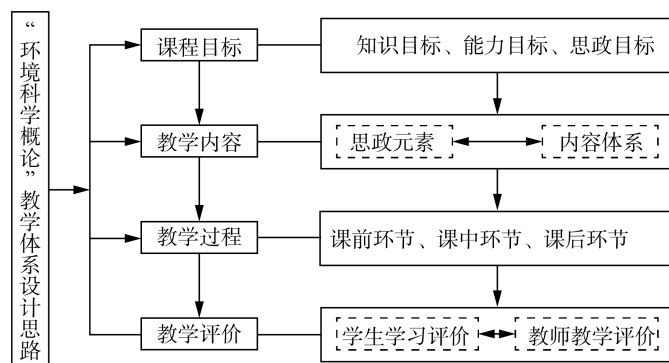 “环境科学概论”教学体系设计思路
课程目标
知识目标、能力目标、思政目标
教学内容
思政元素
内容体系
教学过程
课前环节、课中环节、课后环节
教学评价
学生学习评价
教师教学评价